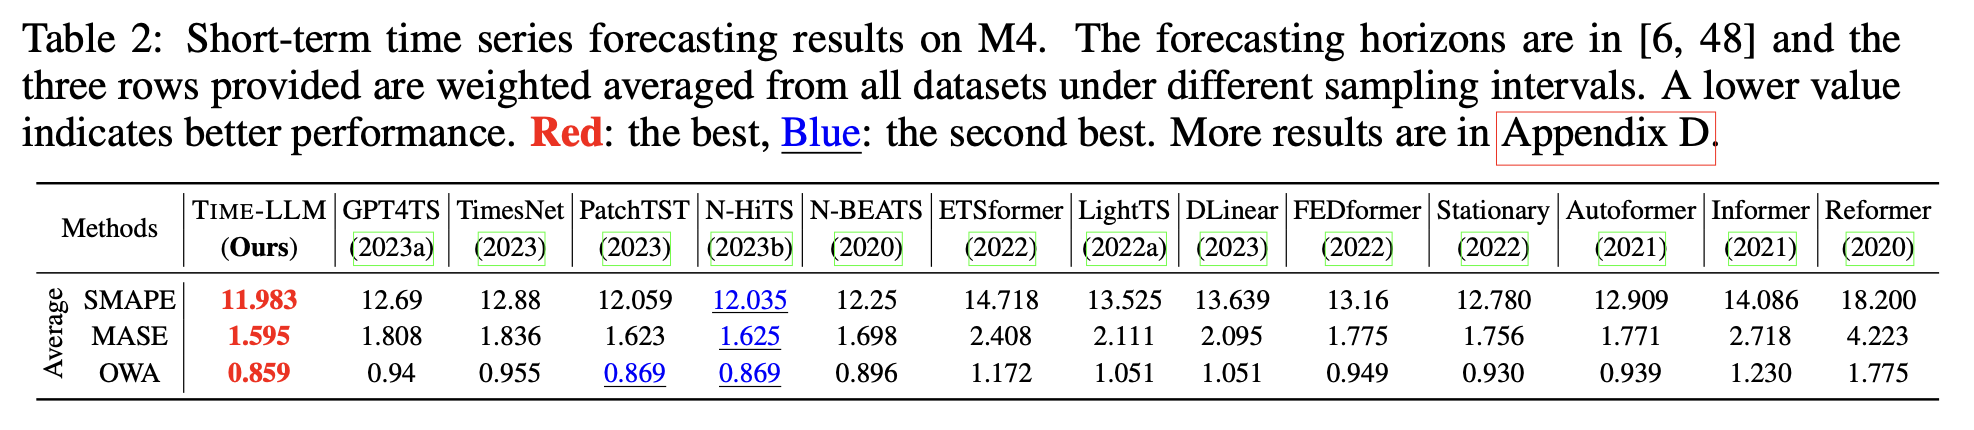 Table 2: Short-term time series forecasting results on M4. The forecasting horizons are in [6, 48] and the
three rows provided are weighted averaged from all datasets under different sampling intervals. A lower value
indicates better performance. Red: the best, Blue: the second best. More results are in Appendix D.
Methods TIME-LLM GPT4TS TimesNet PatchTST N-HiTS N-BEATS ETSformer LightTS DLinear FEDformer Stationary Autoformer Informer Reformer
(Ours) (2023a) (2023) (2023) (2023b) (2020) (2022) (2022a) (2023) (2022) (2022) (2021) (2021) (2020)
Average
SMAPE 11.983 12.69 12.88 12.059 12.035 12.25 14.718 13.525 13.639 13.16 12.780 12.909 14.086 18.200
MASE 1.595 1.808 1.836 1.623 1.625 1.698 2.408 2.111 2.095 1.775 1.756 1.771 2.718 4.223
OWA 0.859 0.94 0.955 0.869 0.869 0.896 1.172 1.051 1.051 0.949 0.930 0.939 1.230 1.775